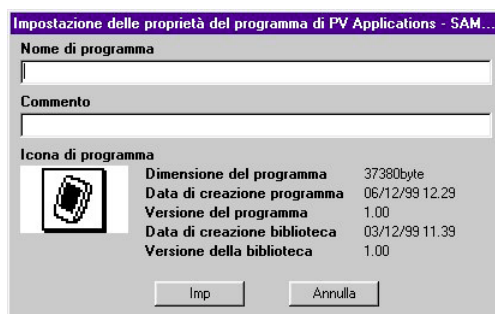 Impostazione delle proprietà del programma di PV Applications - SAM...
Nome di programma
Commento
Icona di programma
Dimensione del programma 37380byte
Data di creazione programma 06/12/99 12.29
Versione del programma 1.00
Data di creazione biblioteca 03/12/99 11.39
Versione della biblioteca 1.00
Imp Annulla